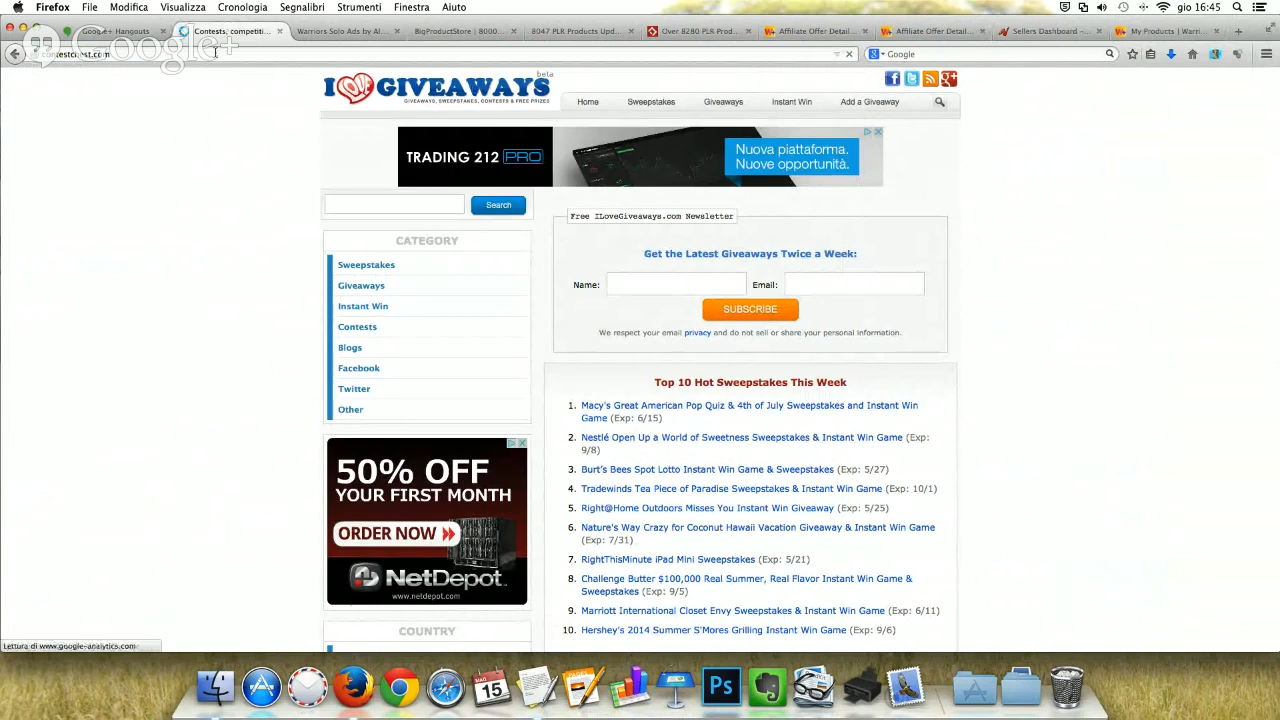 Firefox File Modifica Visualizza Cronologia Segnalibri Strumenti Finestra Aiuto gio 16:45
Google+ Hangouts Contests, competiti... Warriors Solo Ads by Al... BigProductStore | 8000... 8047 PLR Products Upd... Over 8280 PLR Produc... Affiliate Offer Detail... Affiliate Offer Detail... Sellers Dashboard –... My Products | Warri...
Google+
contestchest.com Google
I LOVE GIVEAWAYS beta
GIVEAWAYS, SWEEPSTAKES, CONTESTS & FREE PRIZES
Home Sweepstakes Giveaways Instant Win Add a Giveaway
TRADING 212 PRO
Nuova piattaforma.
Nuove opportunità.
Search
CATEGORY
Sweepstakes
Giveaways
Instant Win
Contests
Blogs
Facebook
Twitter
Other
50% OFF
YOUR FIRST MONTH
ORDER NOW
NetDepot
www.netdepot.com
COUNTRY
Free ILoveGiveaways.com Newsletter
Get the Latest Giveaways Twice a Week:
Name: Email:
SUBSCRIBE
We respect your email privacy and do not sell or share your personal information.
Top 10 Hot Sweepstakes This Week
1. Macy's Great American Pop Quiz & 4th of July Sweepstakes and Instant Win
Game (Exp: 6/15)
2. Nestlé Open Up a World of Sweetness Sweepstakes & Instant Win Game (Exp:
9/8)
3. Burt's Bees Spot Lotto Instant Win Game & Sweepstakes (Exp: 5/27)
4. Tradewinds Tea Piece of Paradise Sweepstakes & Instant Win Game (Exp: 10/1)
5. Right@Home Outdoors Misses You Instant Win Giveaway (Exp: 5/25)
6. Nature's Way Crazy for Coconut Hawaii Vacation Giveaway & Instant Win Game
(Exp: 7/31)
7. RightThisMinute iPad Mini Sweepstakes (Exp: 5/21)
8. Challenge Butter $100,000 Real Summer, Real Flavor Instant Win Game &
Sweepstakes (Exp: 9/5)
9. Marriott International Closet Envy Sweepstakes & Instant Win Game (Exp: 6/11)
10. Hershey's 2014 Summer S'Mores Grilling Instant Win Game (Exp: 9/6)
Lettura di www.google-analytics.com
MAG
15
Ps